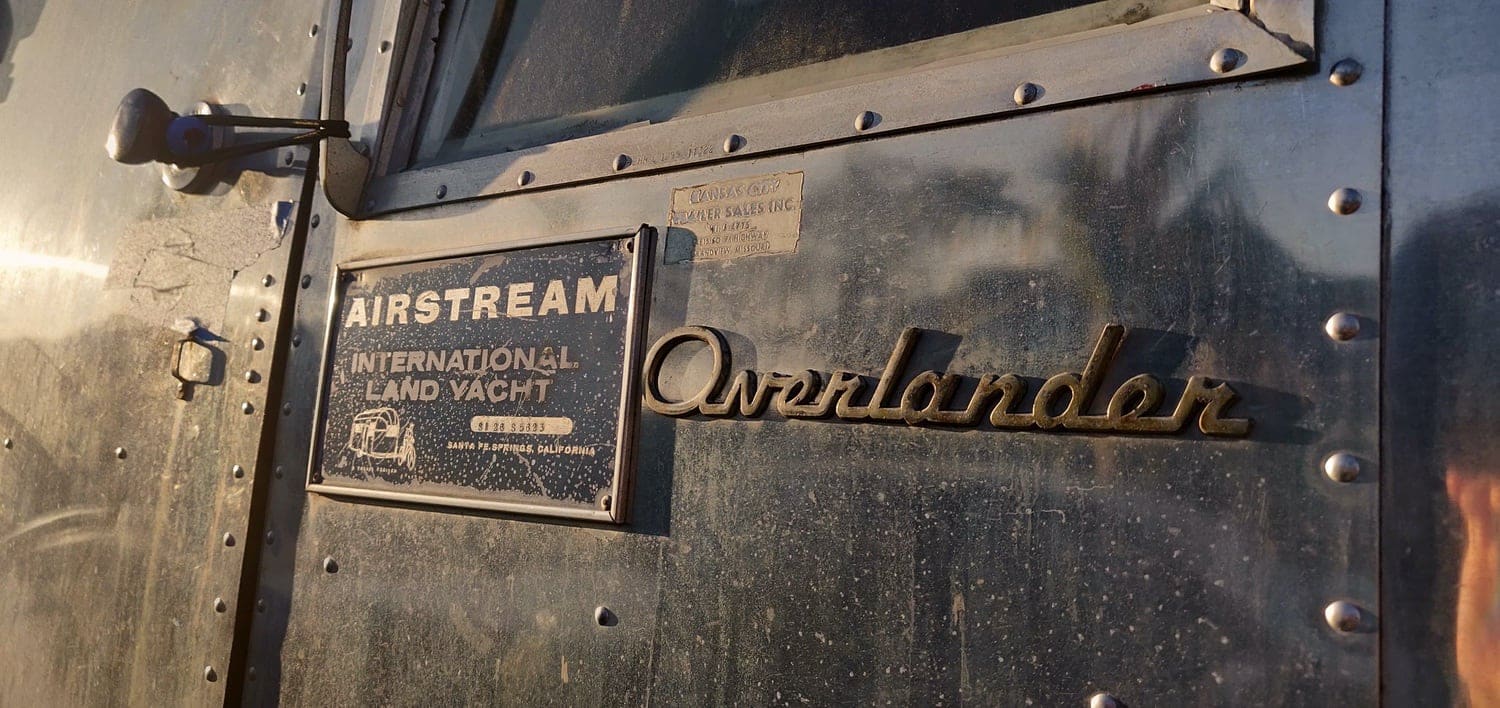 KANSAS CITY
TRAILER SALES INC.
AIRSTREAM
INTERNATIONAL
LAND YACHT
SANTA FE SPRINGS, CALIFORNIA
Overlander